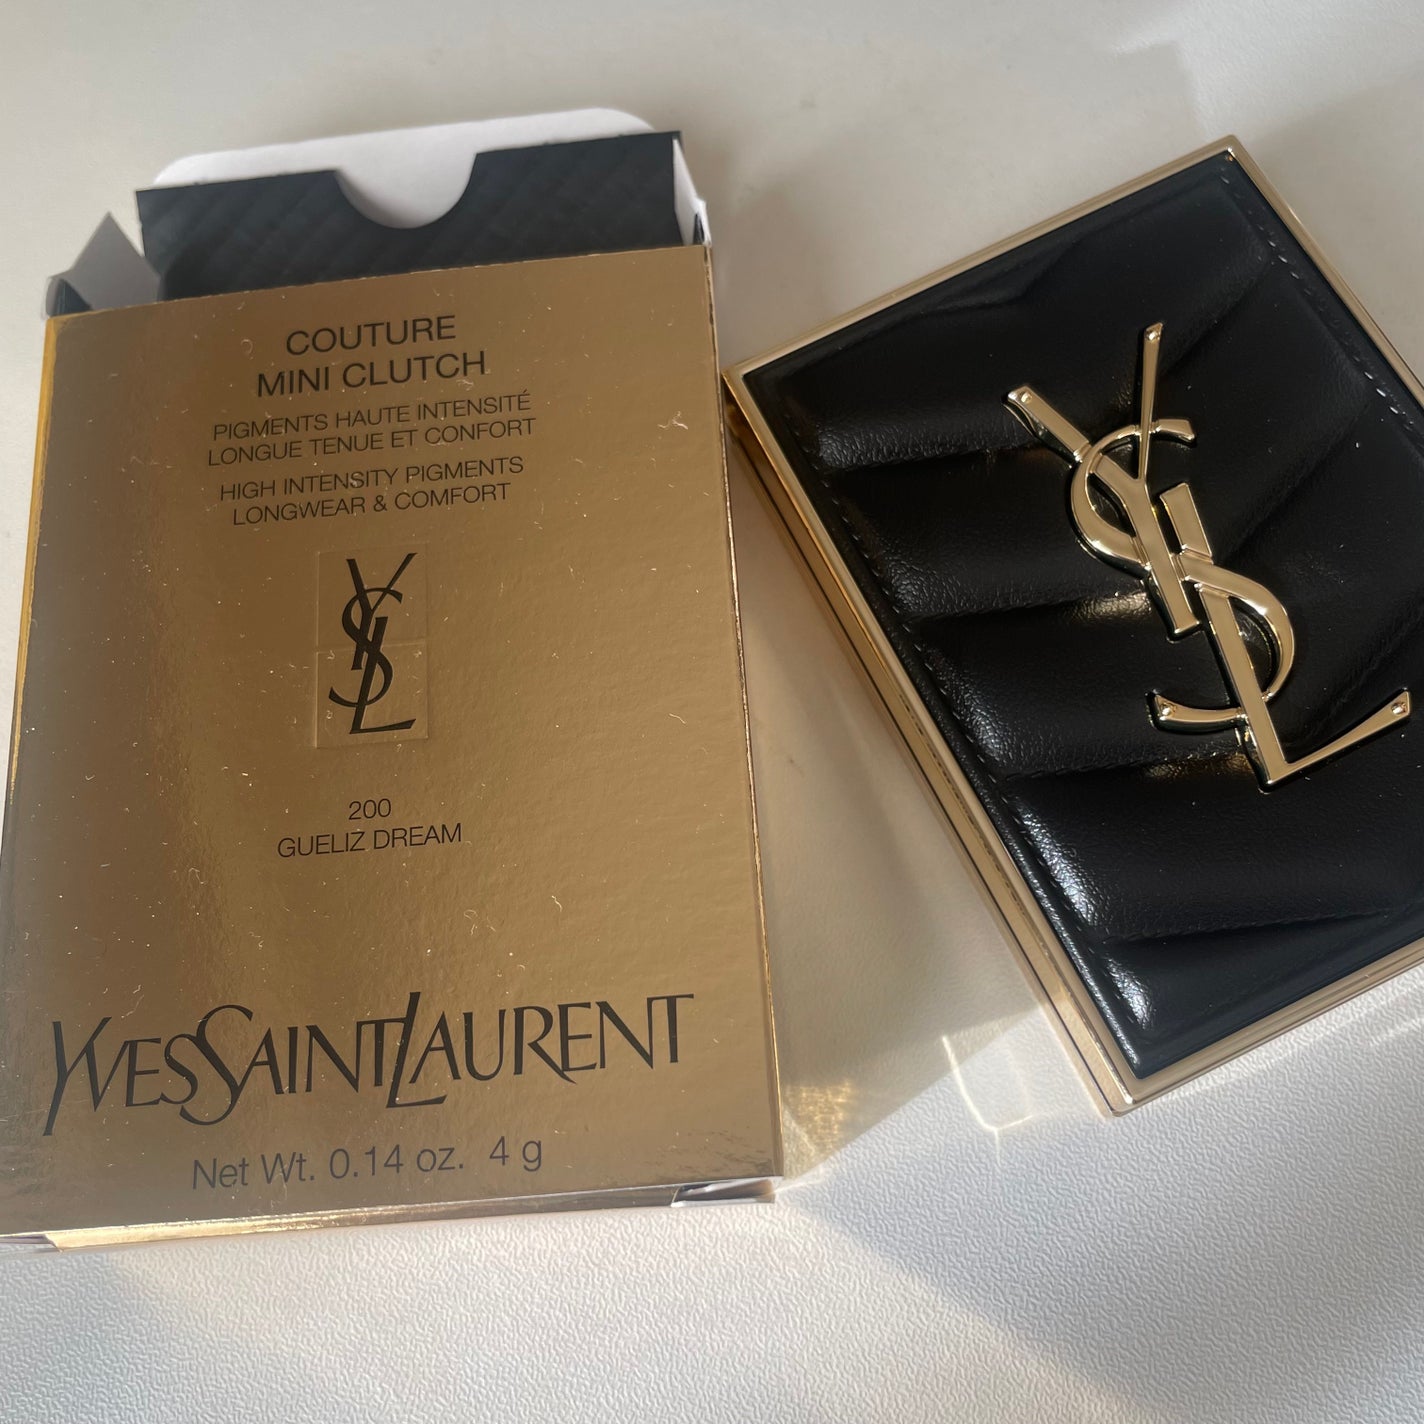 COUTURE
MINI CLUTCH
PIGMENTS HAUTE INTENSITÉ
LONGUE TENUE ET CONFORT
HIGH INTENSITY PIGMENTS
LONGWEAR & COMFORT
YSL
200
GUELIZ DREAM
YVESSAINTLAURENT
Net Wt. 0.14 oz. 4 g
YSL